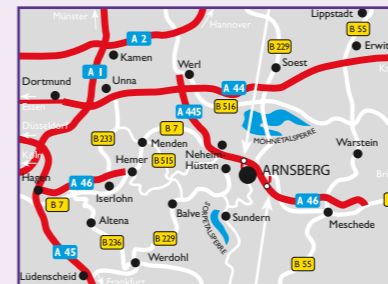 Münster
Hannover
Lippstadt
A 2
B 55
Kamen
B 229
Erwit
Werl
Soest
A 1
Dortmund
Unna
A 44
Essen
A 445
B 516
Düsseldorf
B 7
MÖHNETALSPERRE
B 233
Menden
Warstein
Köln
Hemer
B 515
Neheim-
Hüsten
ARNSBERG
Hagen
A 46
Iserlohn
B 7
A 46
Balve
SORPETALSPERRE
Sundern
Meschede
Altena
A 45
B 236
B 229
Werdohl
B 55
Lüdenscheid
Frankfurt